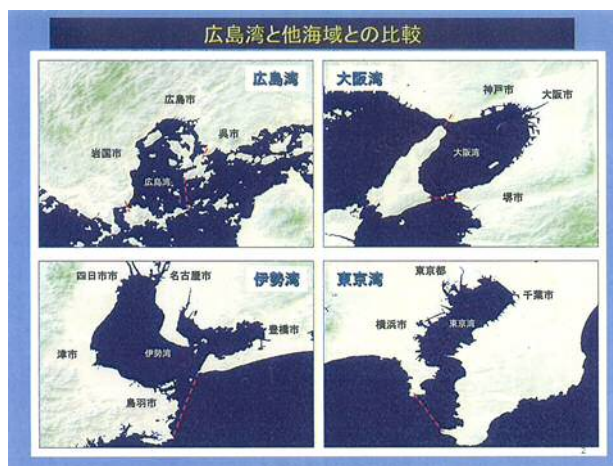 広島湾と他海域との比較
広島湾
広島市
呉市
岩国市
広島湾
大阪湾
神戸市
大阪市
大阪湾
堺市
伊勢湾
四日市市
名古屋市
豊橋市
津市
伊勢湾
鳥羽市
東京湾
東京都
千葉市
横浜市
東京湾
2